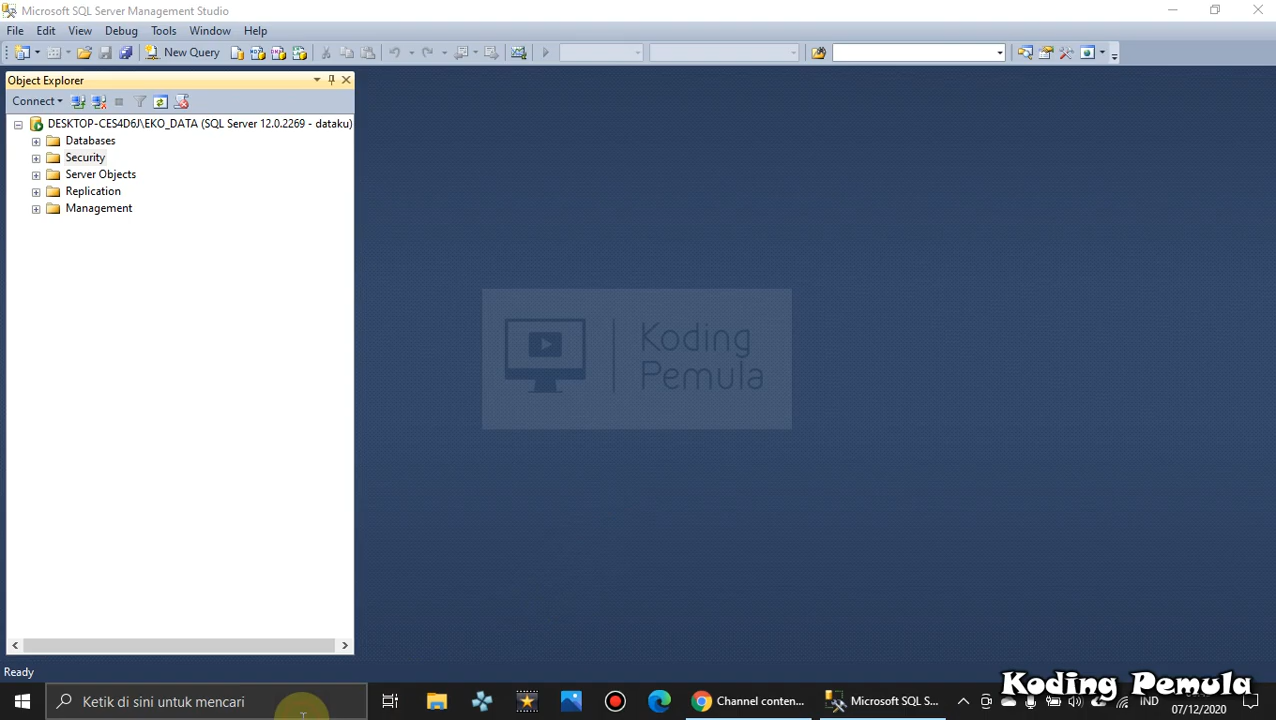 Microsoft SQL Server Management Studio
File Edit View Debug Tools Window Help
New Query
Object Explorer
Connect
DESKTOP-CES4D6J\EKO_DATA (SQL Server 12.0.2269 - dataku)
Databases
Security
Server Objects
Replication
Management
Koding
Pemula
Ready
Koding Pemula
Ketik di sini untuk mencari
Channel conten...
Microsoft SQL S...
IND
07/12/2020